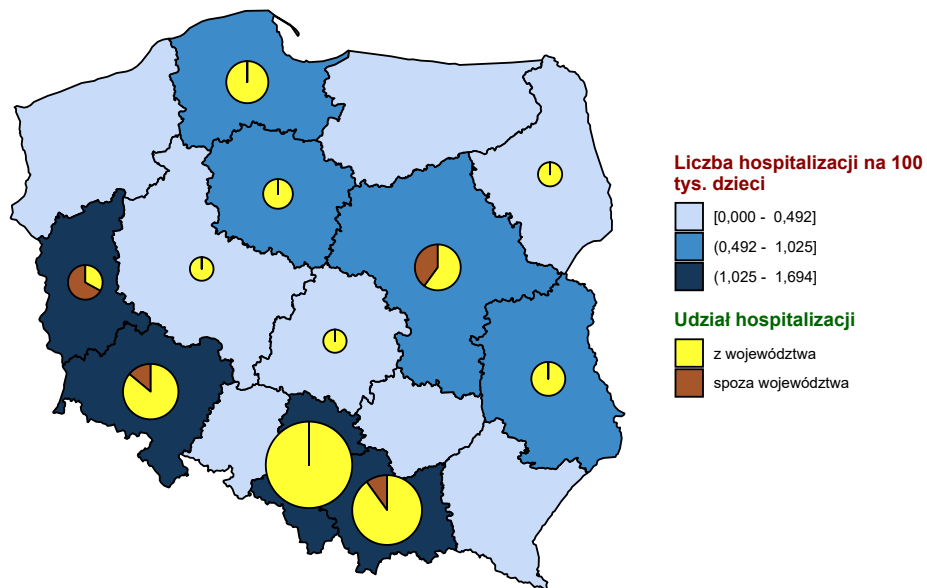 Liczba hospitalizacji na 100
tys. dzieci
[0,000 - 0,492]
(0,492 - 1,025]
(1,025 - 1,694]
Udział hospitalizacji
z województwa
spoza województwa